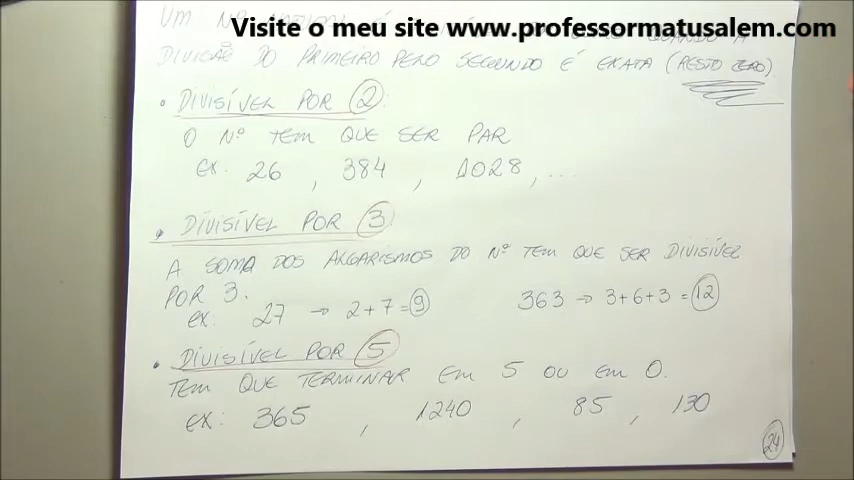 Visite o meu site www.professormatusalem.com
UM Nº QUANDO A
DIVISÃO DO PRIMEIRO PELO SEGUNDO É EXATA (RESTO ZERO).
• DIVISÍVEL POR 2:
O Nº TEM QUE SER PAR
ex: 26 , 384 , 1028 , ...
• DIVISÍVEL POR 3
A SOMA DOS ALGARISMOS DO Nº TEM QUE SER DIVISÍVEL
POR 3.
ex: 27 → 2+7=9 363 → 3+6+3=12
• DIVISÍVEL POR 5
TEM QUE TERMINAR EM 5 OU EM 0.
ex: 365 , 1240 , 85 , 130
24